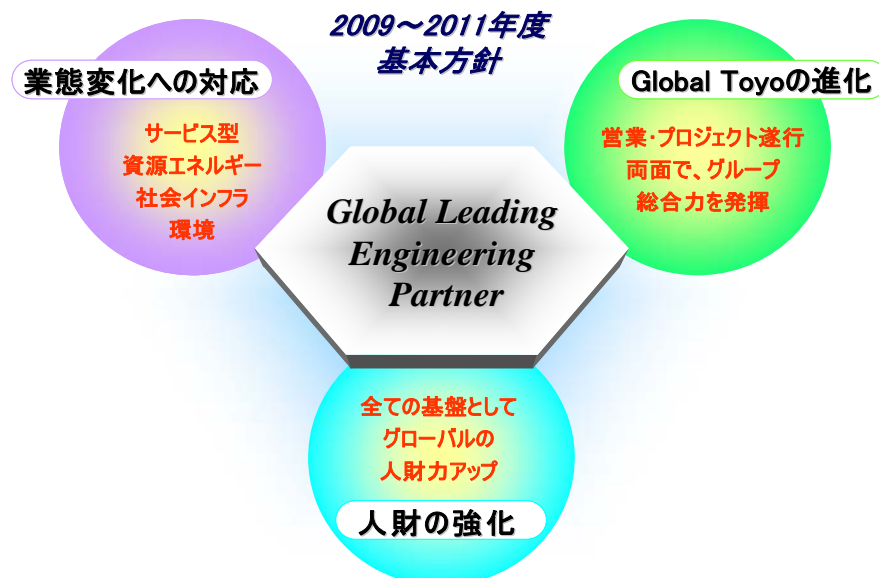 2009～2011年度
基本方針
業態変化への対応
サービス型
資源エネルギー
社会インフラ
環境
Global Toyoの進化
営業･プロジェクト遂行
両面で、グループ
総合力を発揮
Global Leading
Engineering
Partner
全ての基盤として
グローバルの
人財力アップ
人財の強化